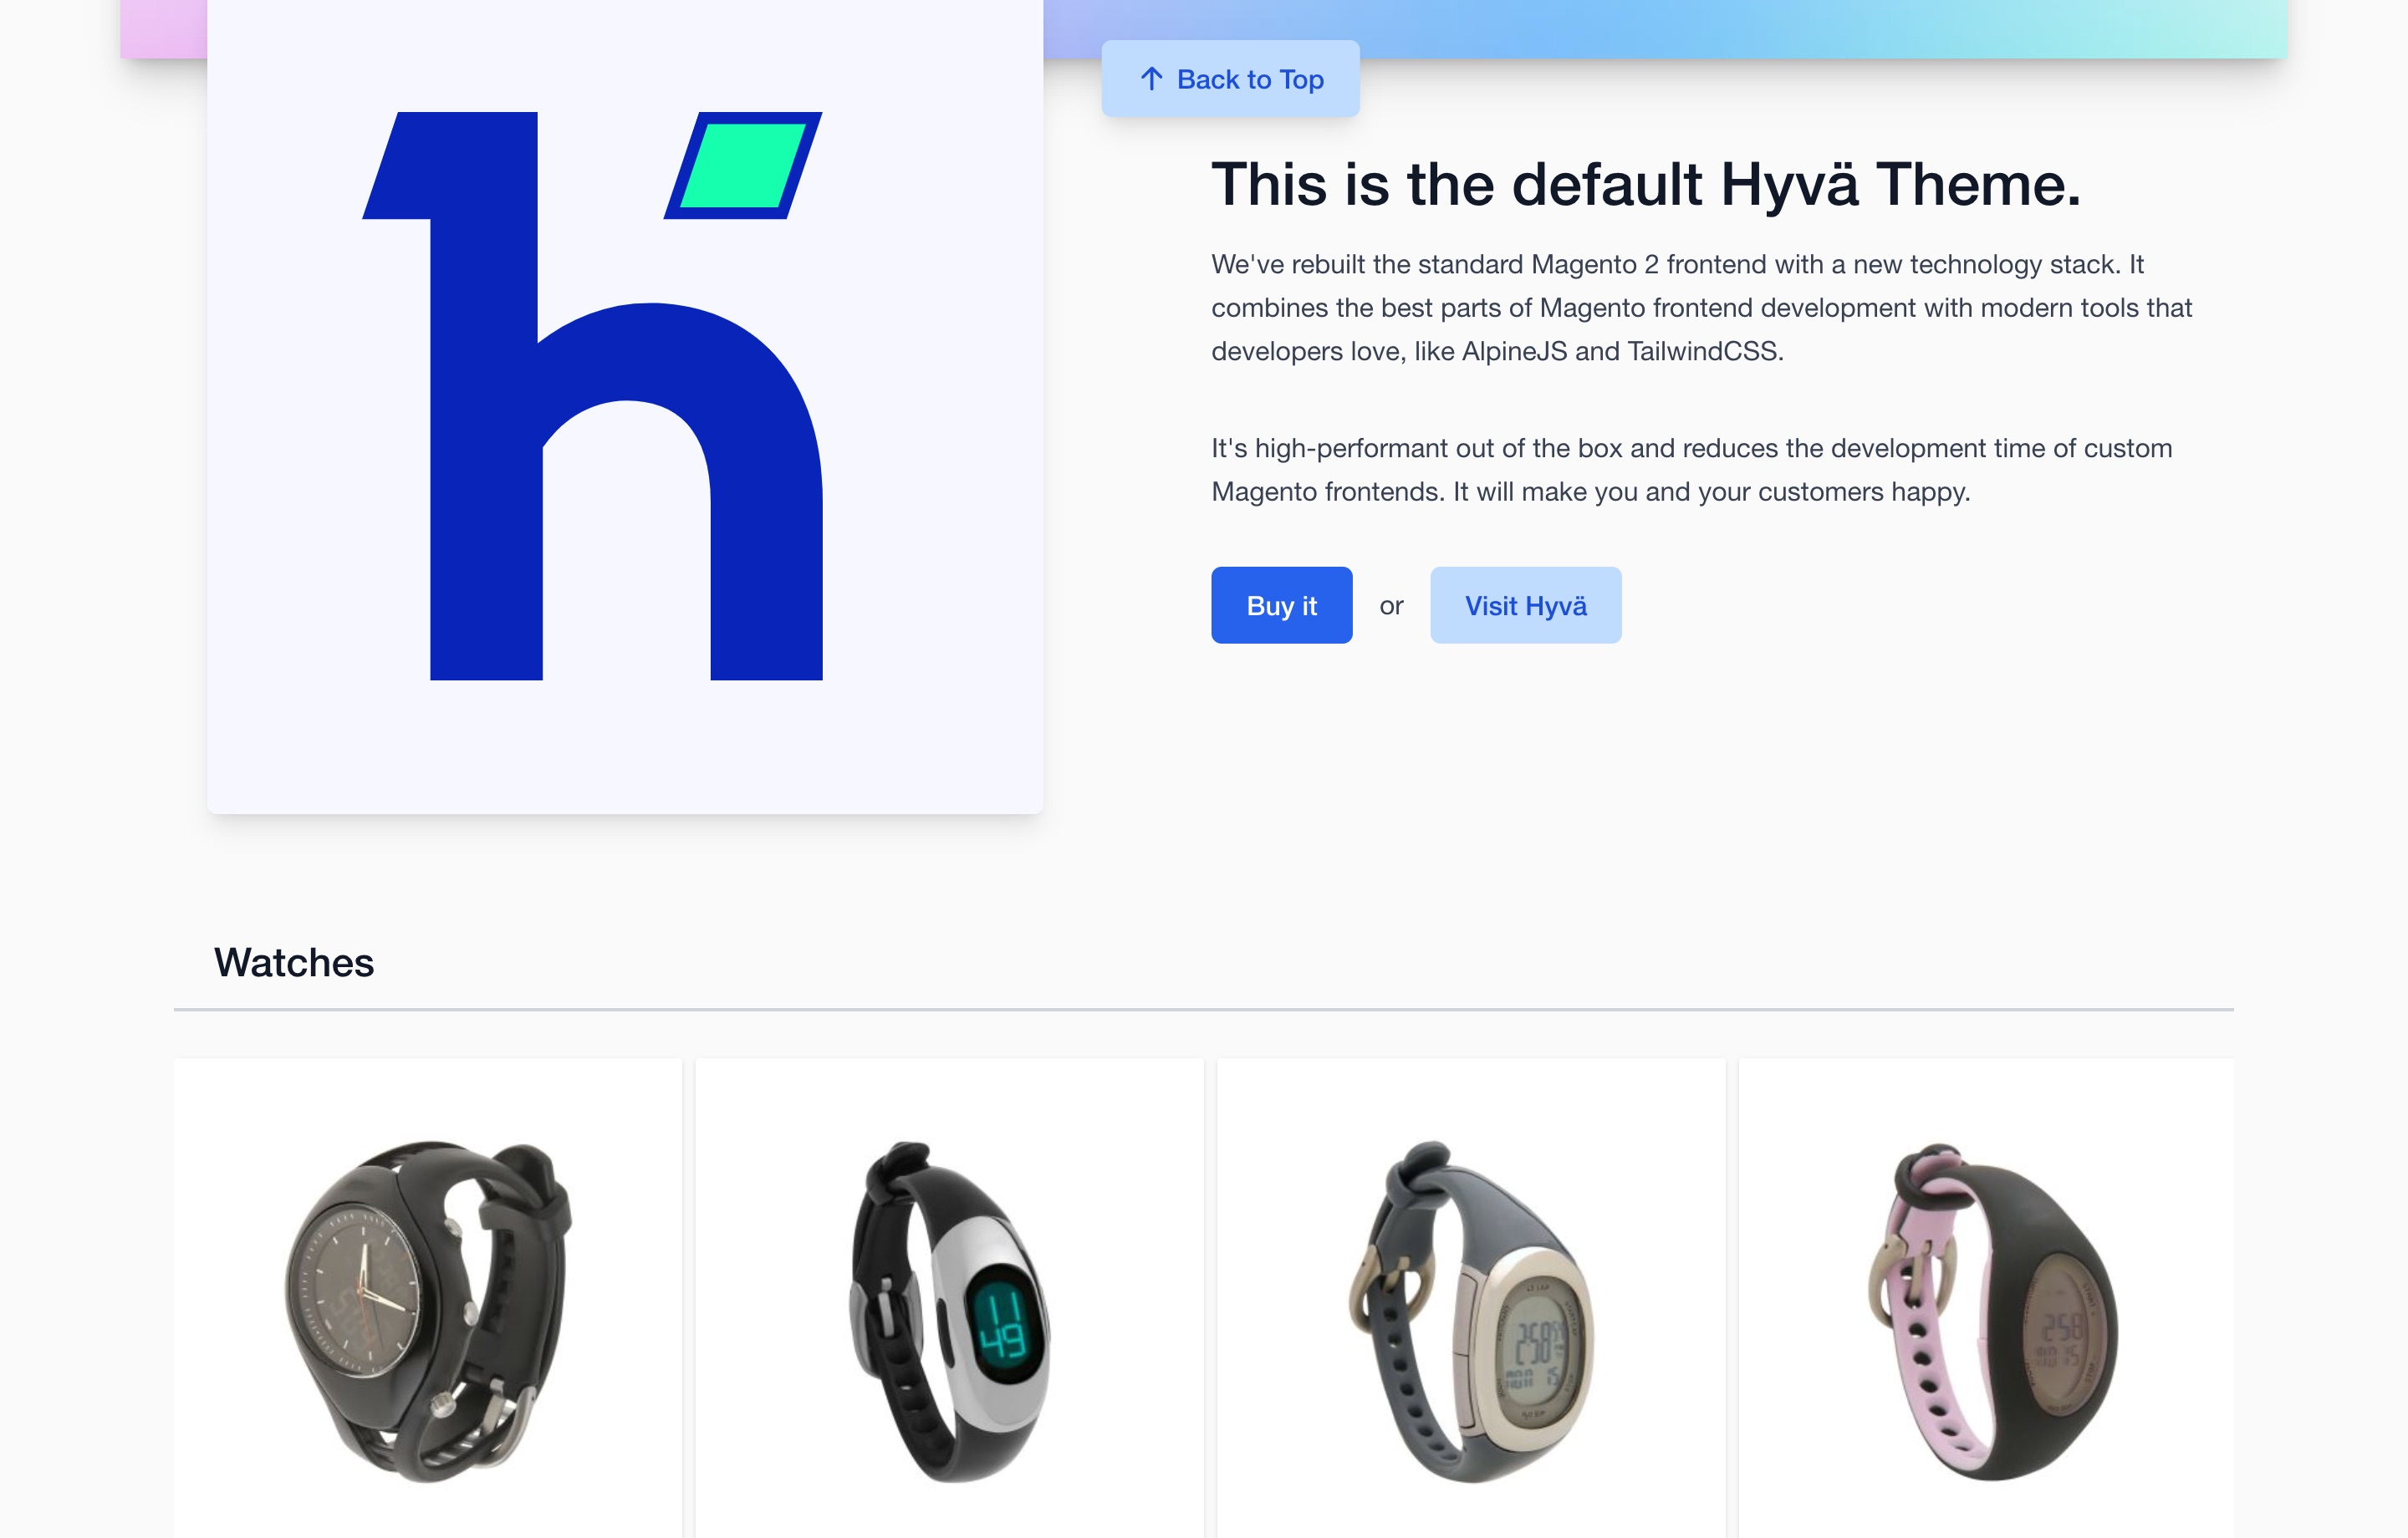 Back to Top
This is the default Hyvä Theme.
We've rebuilt the standard Magento 2 frontend with a new technology stack. It
combines the best parts of Magento frontend development with modern tools that
developers love, like AlpineJS and TailwindCSS.
It's high-performant out of the box and reduces the development time of custom
Magento frontends. It will make you and your customers happy.
Buy it or Visit Hyvä
Watches
11
49